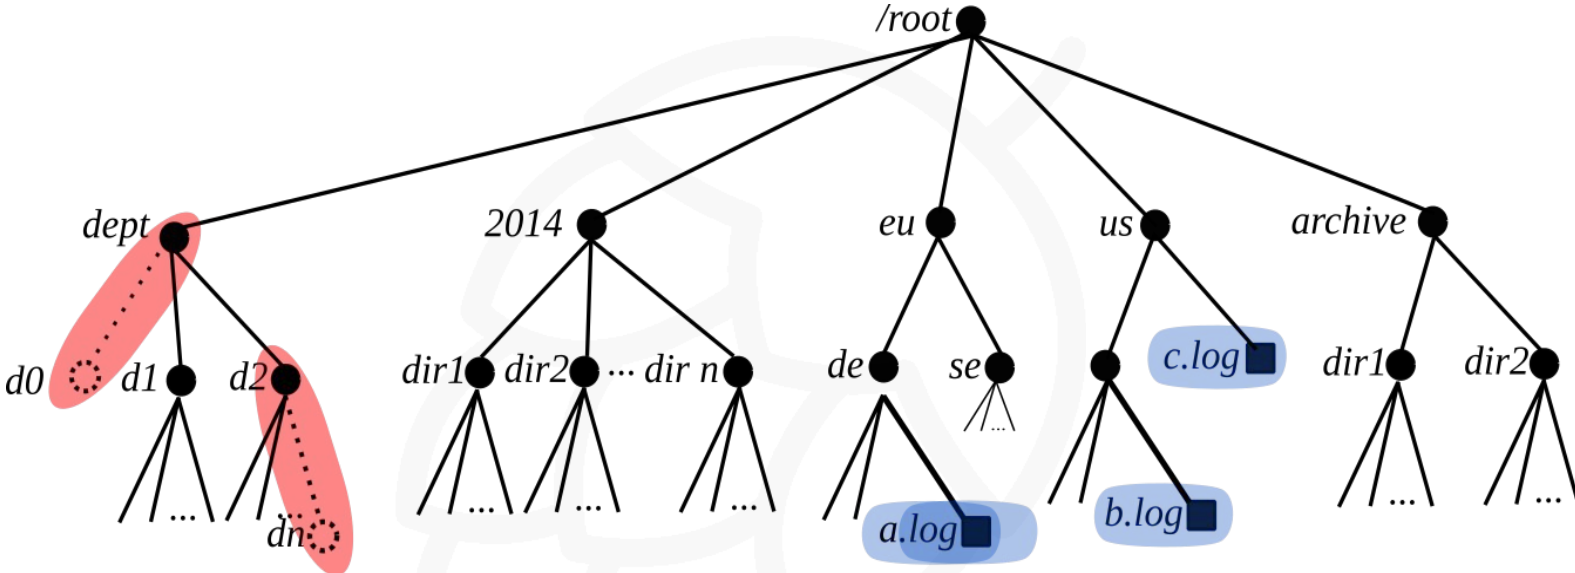 /root
dept 2014 eu us archive
d0 d1 d2 dir1 dir2 ... dir n de se c.log dir1 dir2
...
... ... ... ... ... ... ...
dn a.log b.log